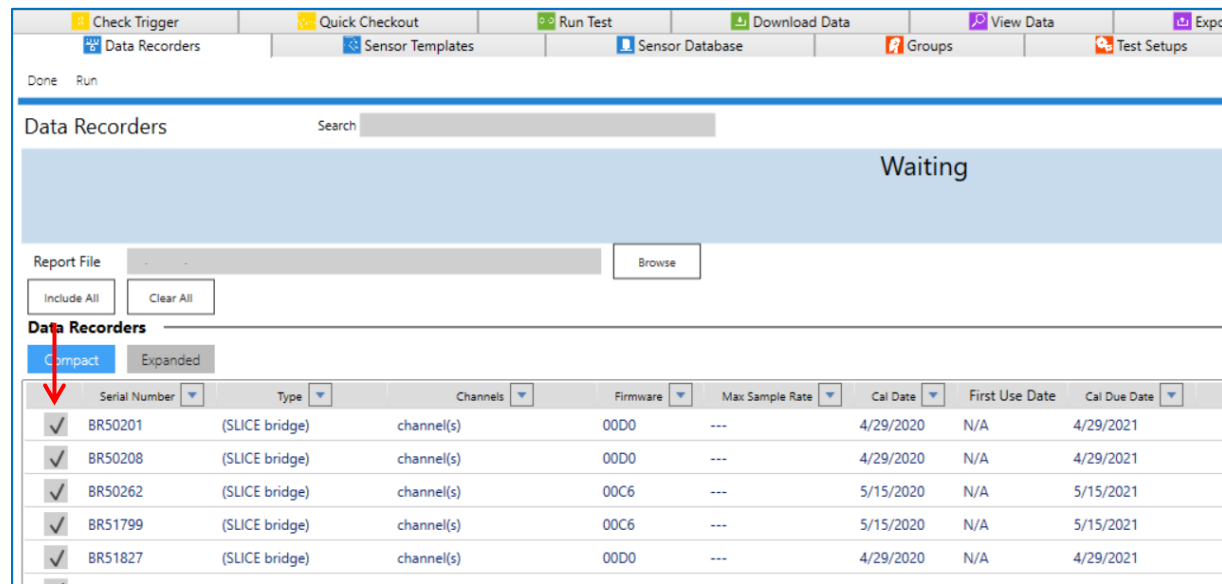 Check Trigger Quick Checkout Run Test Download Data View Data Expo
Data Recorders Sensor Templates Sensor Database Groups Test Setups
Done Run
Data Recorders Search
Waiting
Report File Browse
Include All Clear All
Data Recorders
Compact Expanded
Serial Number Type Channels Firmware Max Sample Rate Cal Date First Use Date Cal Due Date
BR50201 (SLICE bridge) channel(s) 00D0 --- 4/29/2020 N/A 4/29/2021
BR50208 (SLICE bridge) channel(s) 00D0 --- 4/29/2020 N/A 4/29/2021
BR50262 (SLICE bridge) channel(s) 00C6 --- 5/15/2020 N/A 5/15/2021
BR51799 (SLICE bridge) channel(s) 00C6 --- 5/15/2020 N/A 5/15/2021
BR51827 (SLICE bridge) channel(s) 00D0 --- 4/29/2020 N/A 4/29/2021